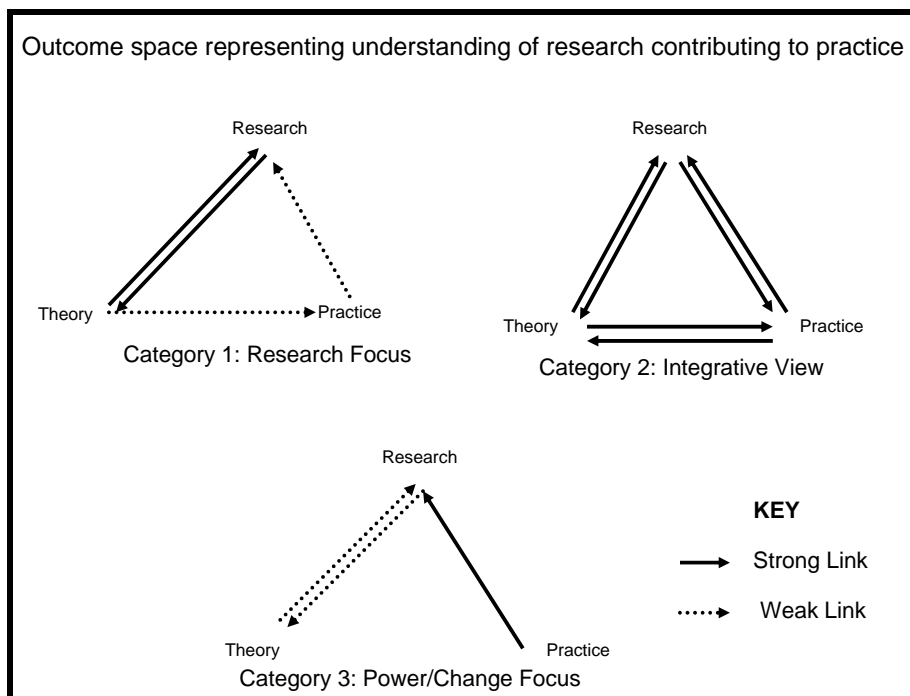 Outcome space representing understanding of research contributing to practice
Research
Theory
Practice
Category 1: Research Focus
Research
Theory
Practice
Category 2: Integrative View
Research
Theory
Practice
Category 3: Power/Change Focus
KEY
Strong Link
Weak Link